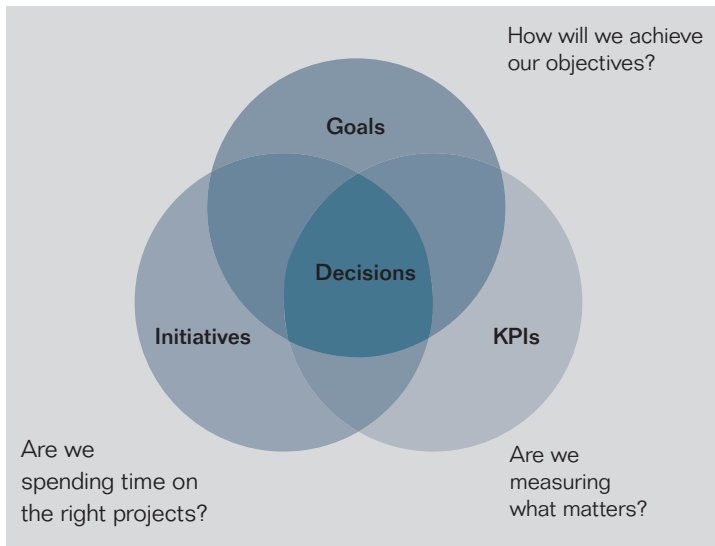 How will we achieve
our objectives?
Goals
Decisions
Initiatives
KPIs
Are we
spending time on
the right projects?
Are we
measuring
what matters?